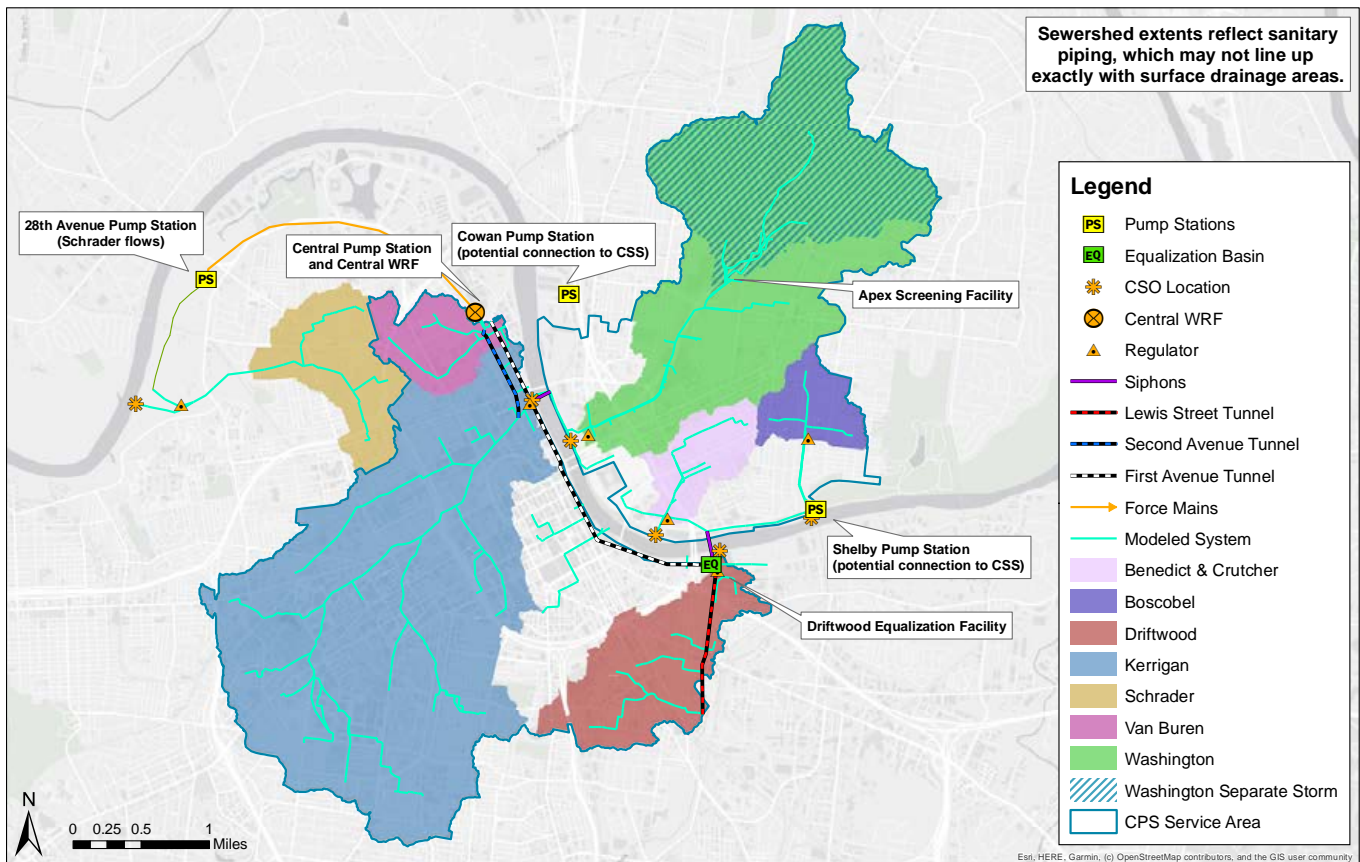 Sewershed extents reflect sanitary
piping, which may not line up
exactly with surface drainage areas.
28th Avenue Pump Station
(Schrader flows)
Central Pump Station
and Central WRF
Cowan Pump Station
(potential connection to CSS)
PS
PS
Apex Screening Facility
PS
EQ
Shelby Pump Station
(potential connection to CSS)
Driftwood Equalization Facility
Legend
PS Pump Stations
EQ Equalization Basin
CSO Location
Central WRF
Regulator
Siphons
Lewis Street Tunnel
Second Avenue Tunnel
First Avenue Tunnel
Force Mains
Modeled System
Benedict & Crutcher
Boscobel
Driftwood
Kerrigan
Schrader
Van Buren
Washington
Washington Separate Storm
CPS Service Area
N
0 0.25 0.5 1
Miles
Esri, HERE, Garmin, (c) OpenStreetMap contributors, and the GIS user community